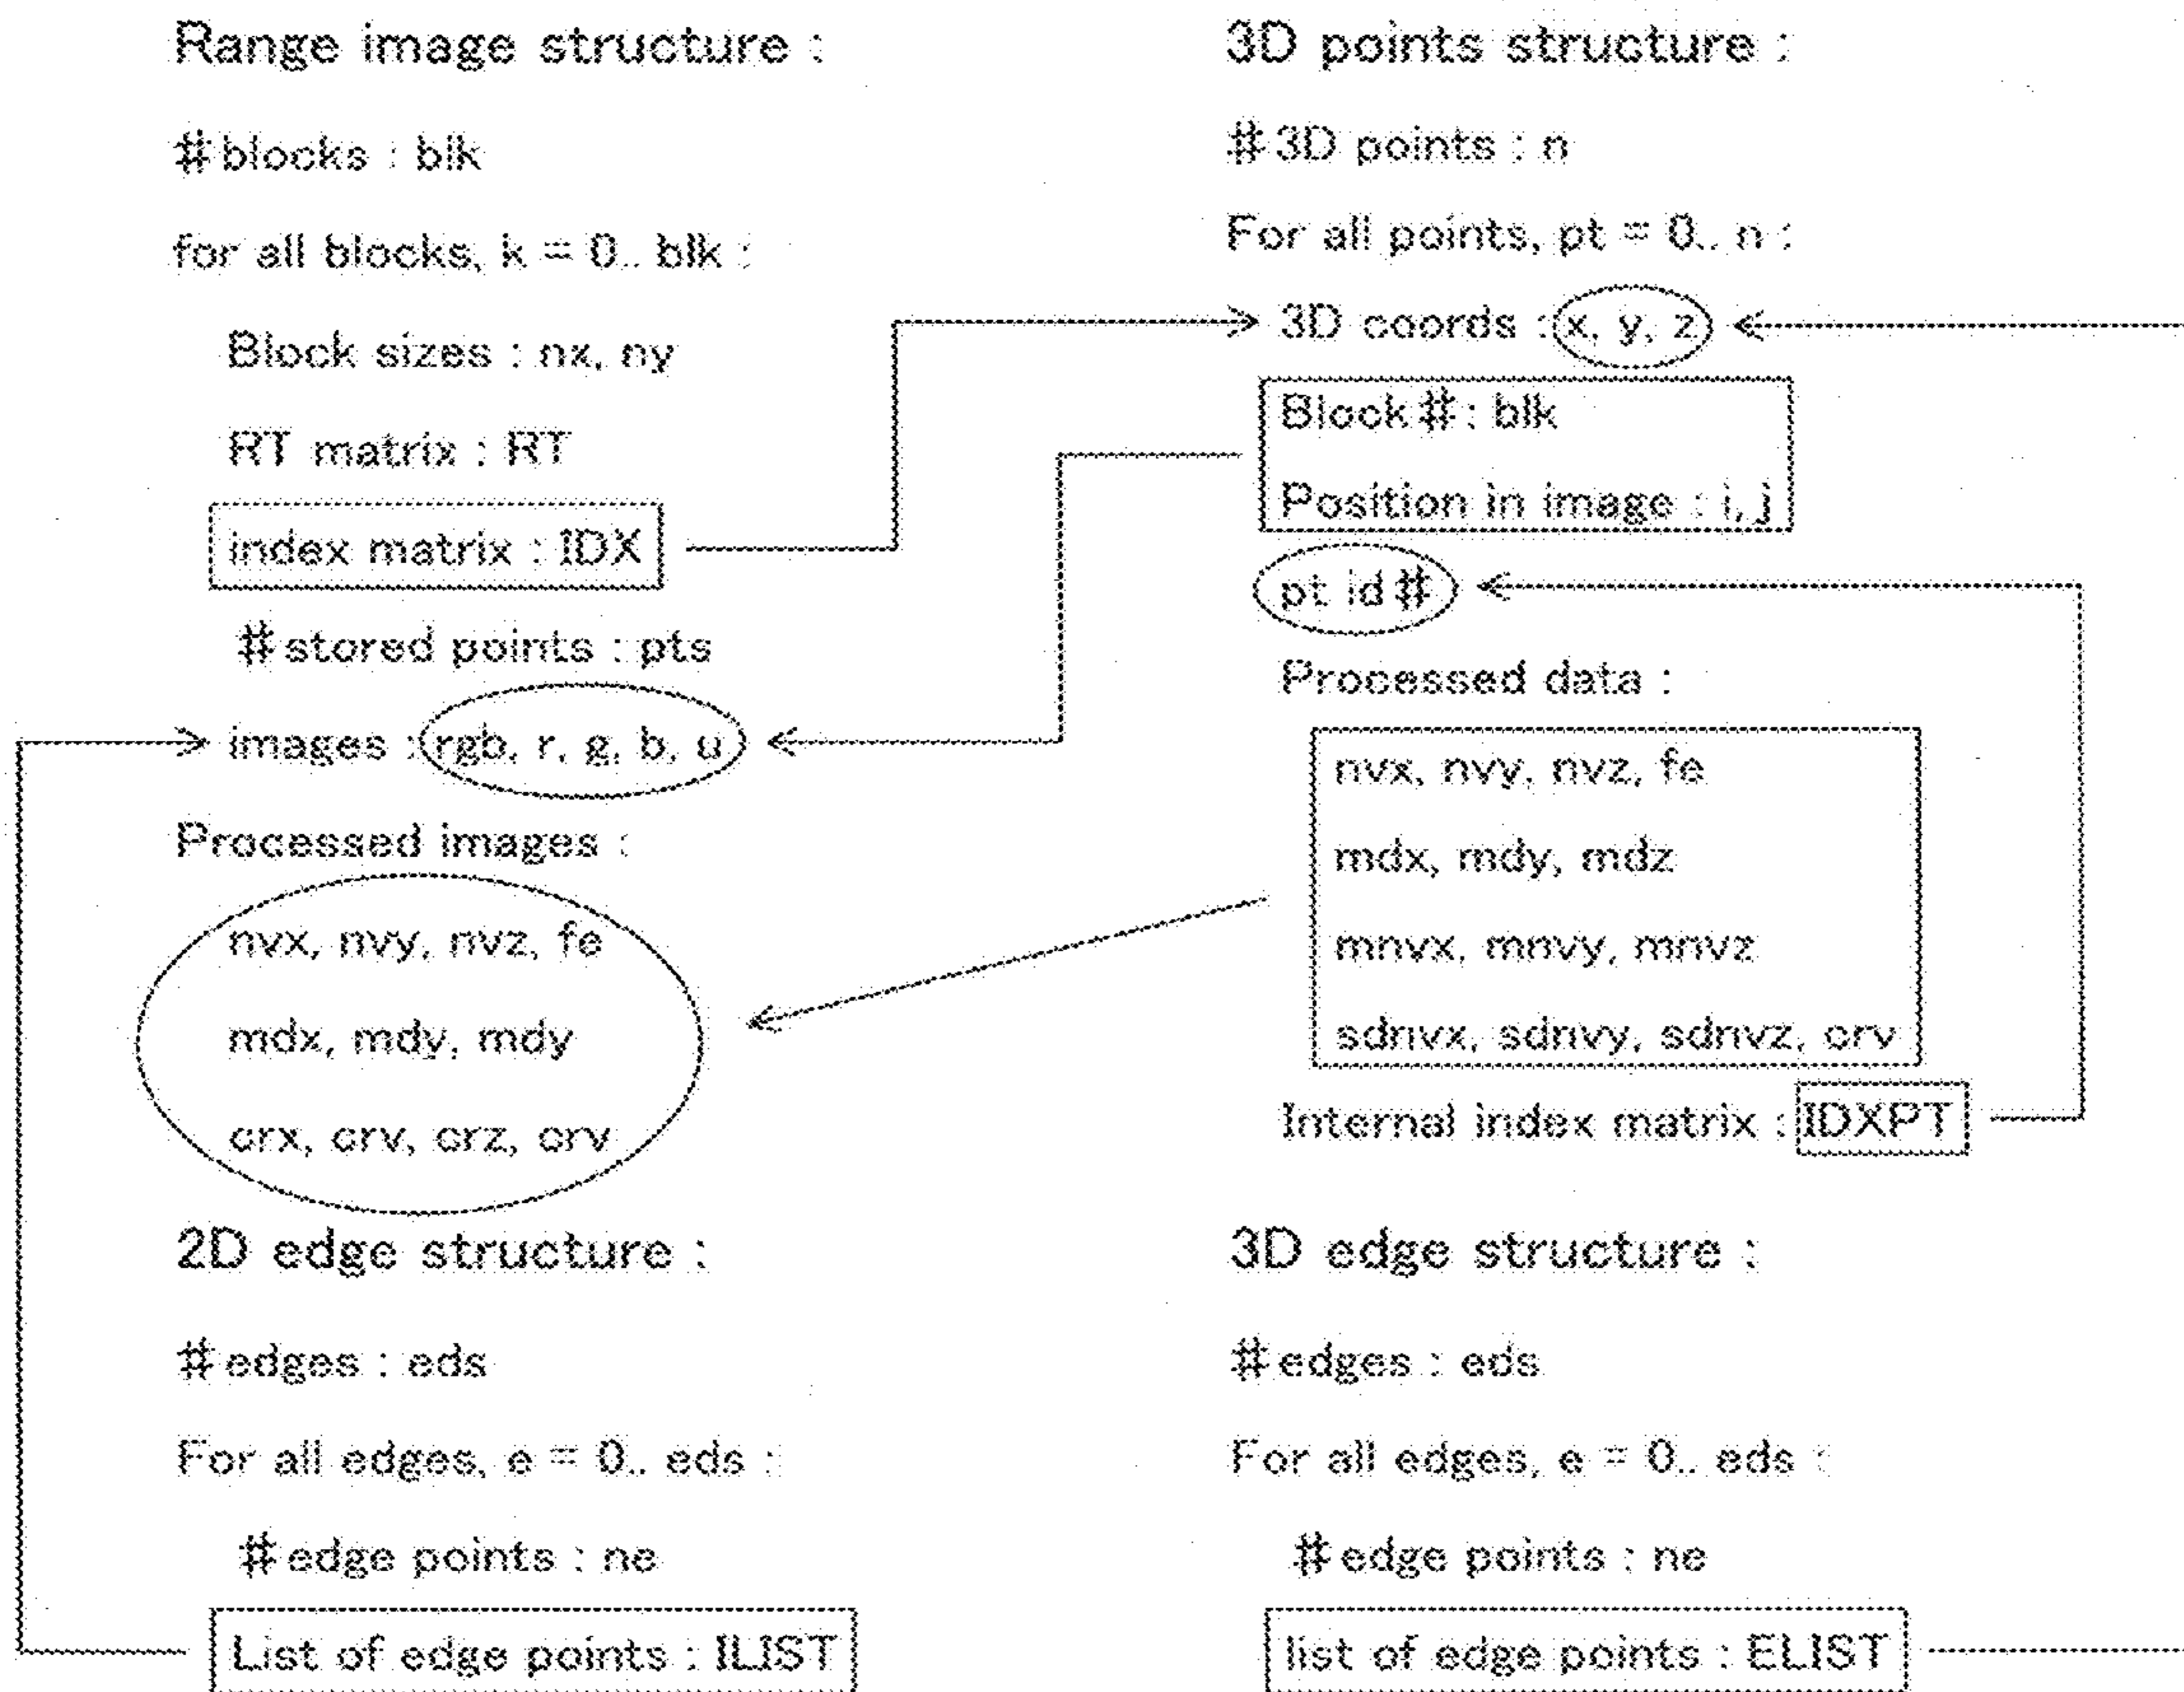 Range image structure :
#blocks : blk
for all blocks, k = 0.. blk :
Block sizes : nx, ny
RT matrix : RT
index matrix : IDX
#stored points : pts
images : rgb, r, g, b, u
Processed images :
nvx, nvy, nvz, fe
mdx, mdy, mdy
crx, crv, crz, crv
2D edge structure :
#edges : eds
For all edges, e = 0.. eds :
#edge points : ne
List of edge points : ILIST
3D points structure :
#3D points : n
For all points, pt = 0.. n :
3D coords : x, y, z
Block# : blk
Position in image : i, j
pt id#
Processed data :
nvx, nvy, nvz, fe
mdx, mdy, mdz
mnvx, mnvy, mnvz
sdnvx, sdnvy, sdnvz, crv
Internal index matrix : IDXPT
3D edge structure :
#edges : eds
For all edges, e = 0.. eds :
#edge points : ne
list of edge points : ELIST